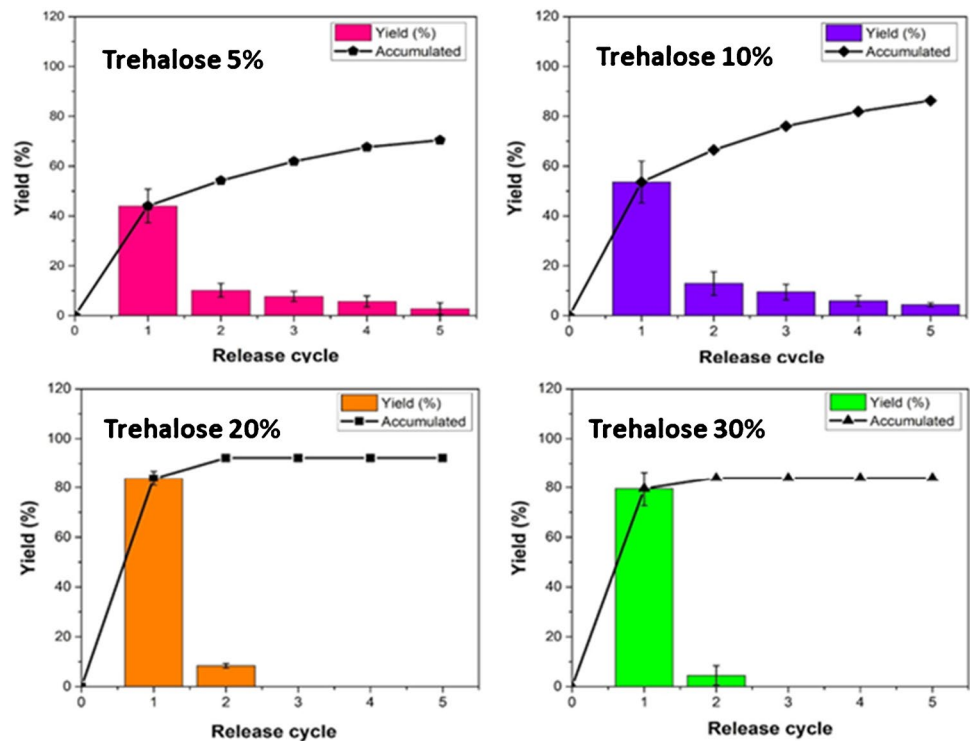 Trehalose 5%
Yield (%)
Accumulated
120
100
80
60
40
20
0
Yield (%)
0 1 2 3 4 5
Release cycle
Trehalose 10%
Yield (%)
Accumulated
120
100
80
60
40
20
0
Yield (%)
0 1 2 3 4 5
Release cycle
Trehalose 20%
Yield (%)
Accumulated
120
100
80
60
40
20
0
Yield (%)
0 1 2 3 4 5
Release cycle
Trehalose 30%
Yield (%)
Accumulated
120
100
80
60
40
20
0
Yield (%)
0 1 2 3 4 5
Release cycle